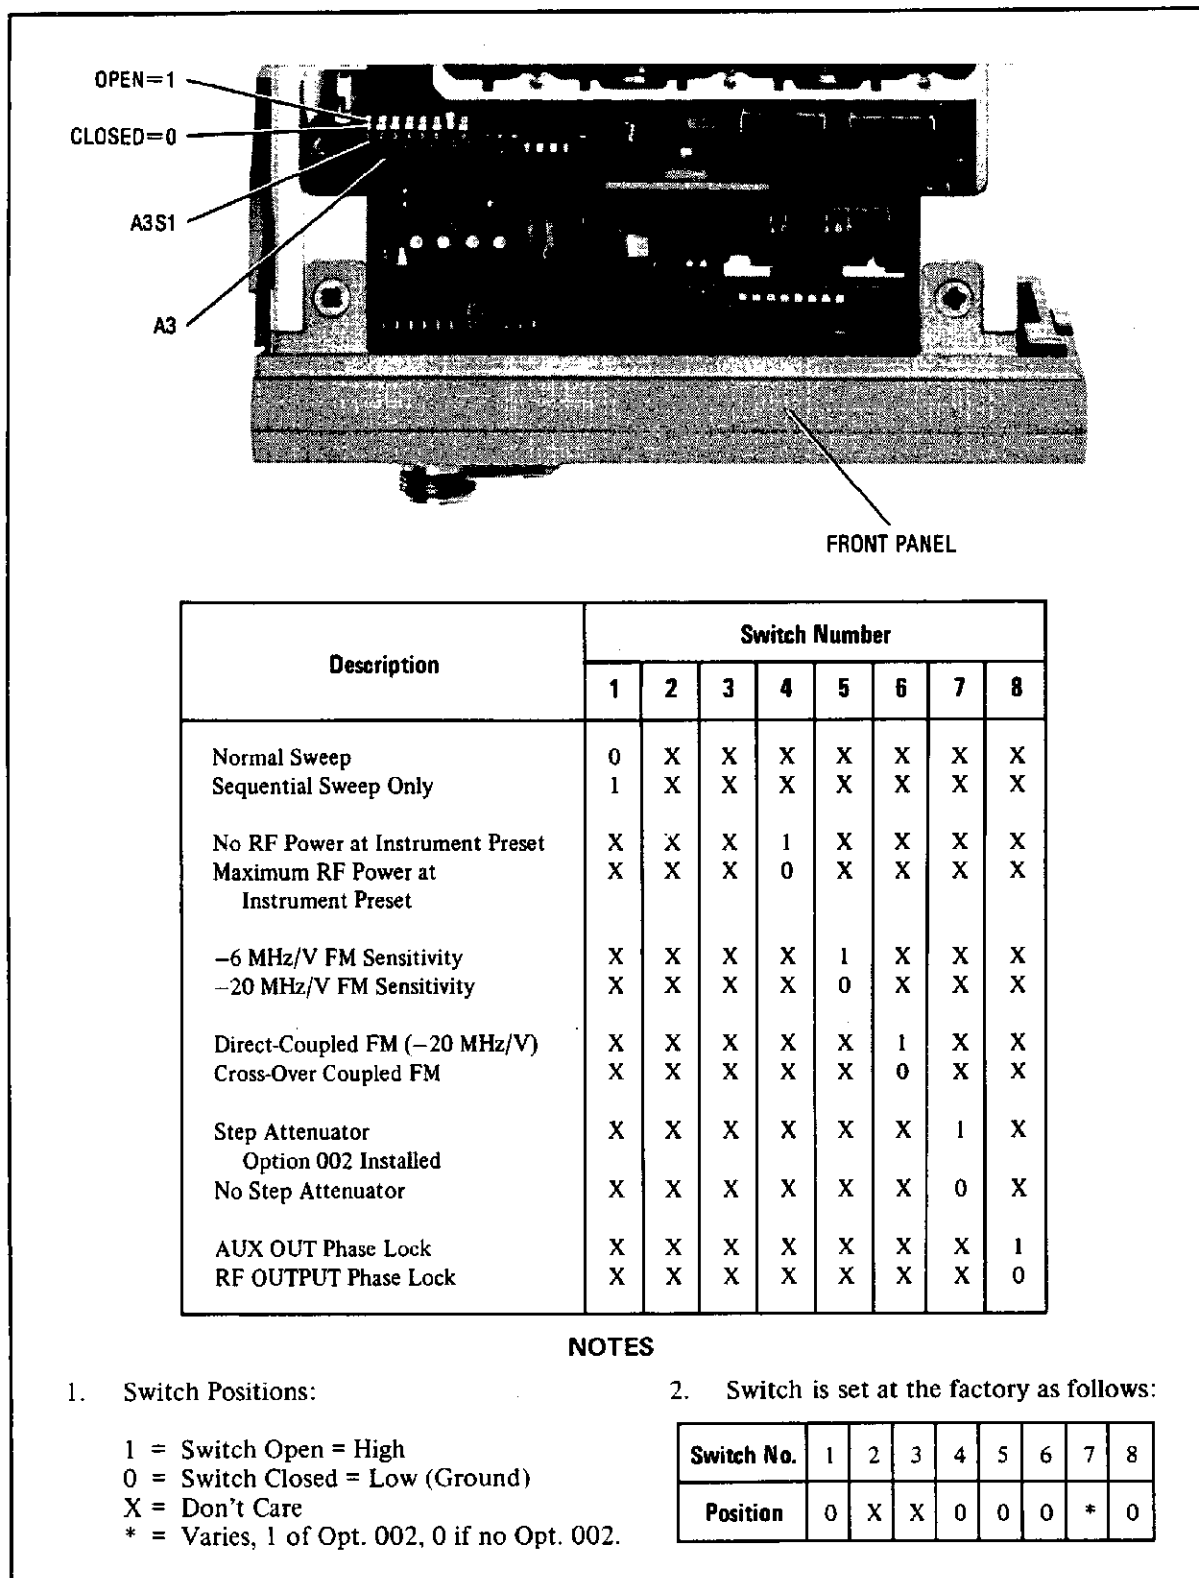 OPEN=1
CLOSED=0
A3S1
A3
FRONT PANEL
Description Switch Number
1 2 3 4 5 6 7 8
Normal Sweep 0 X X X X X X X
Sequential Sweep Only 1 X X X X X X X
No RF Power at Instrument Preset X X X 1 X X X X
Maximum RF Power at X X X 0 X X X X
Instrument Preset
−6 MHz/V FM Sensitivity X X X X 1 X X X
−20 MHz/V FM Sensitivity X X X X 0 X X X
Direct-Coupled FM (−20 MHz/V) X X X X X 1 X X
Cross-Over Coupled FM X X X X X 0 X X
Step Attenuator X X X X X X 1 X
Option 002 Installed
No Step Attenuator X X X X X X 0 X
AUX OUT Phase Lock X X X X X X X 1
RF OUTPUT Phase Lock X X X X X X X 0
NOTES
1. Switch Positions:
1 = Switch Open = High
0 = Switch Closed = Low (Ground)
X = Don't Care
* = Varies, 1 of Opt. 002, 0 if no Opt. 002.
2. Switch is set at the factory as follows:
Switch No. 1 2 3 4 5 6 7 8
Position 0 X X 0 0 0 * 0